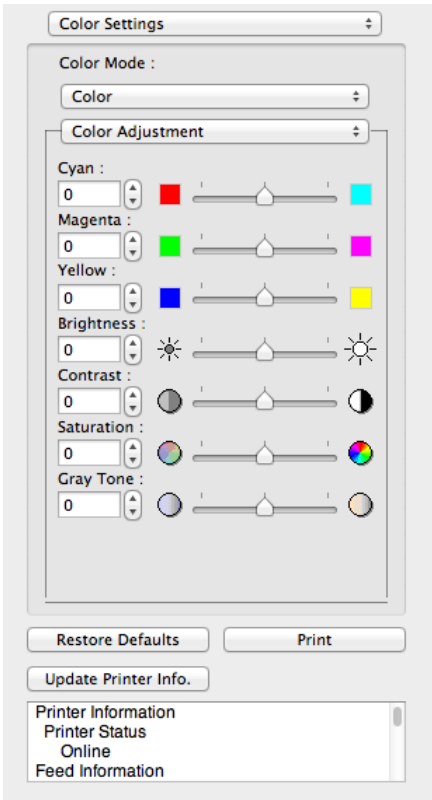 Color Settings
Color Mode :
Color
Color Adjustment
Cyan :
0
Magenta :
0
Yellow :
0
Brightness :
0
Contrast :
0
Saturation :
0
Gray Tone :
0
Restore Defaults
Print
Update Printer Info.
Printer Information
Printer Status
Online
Feed Information